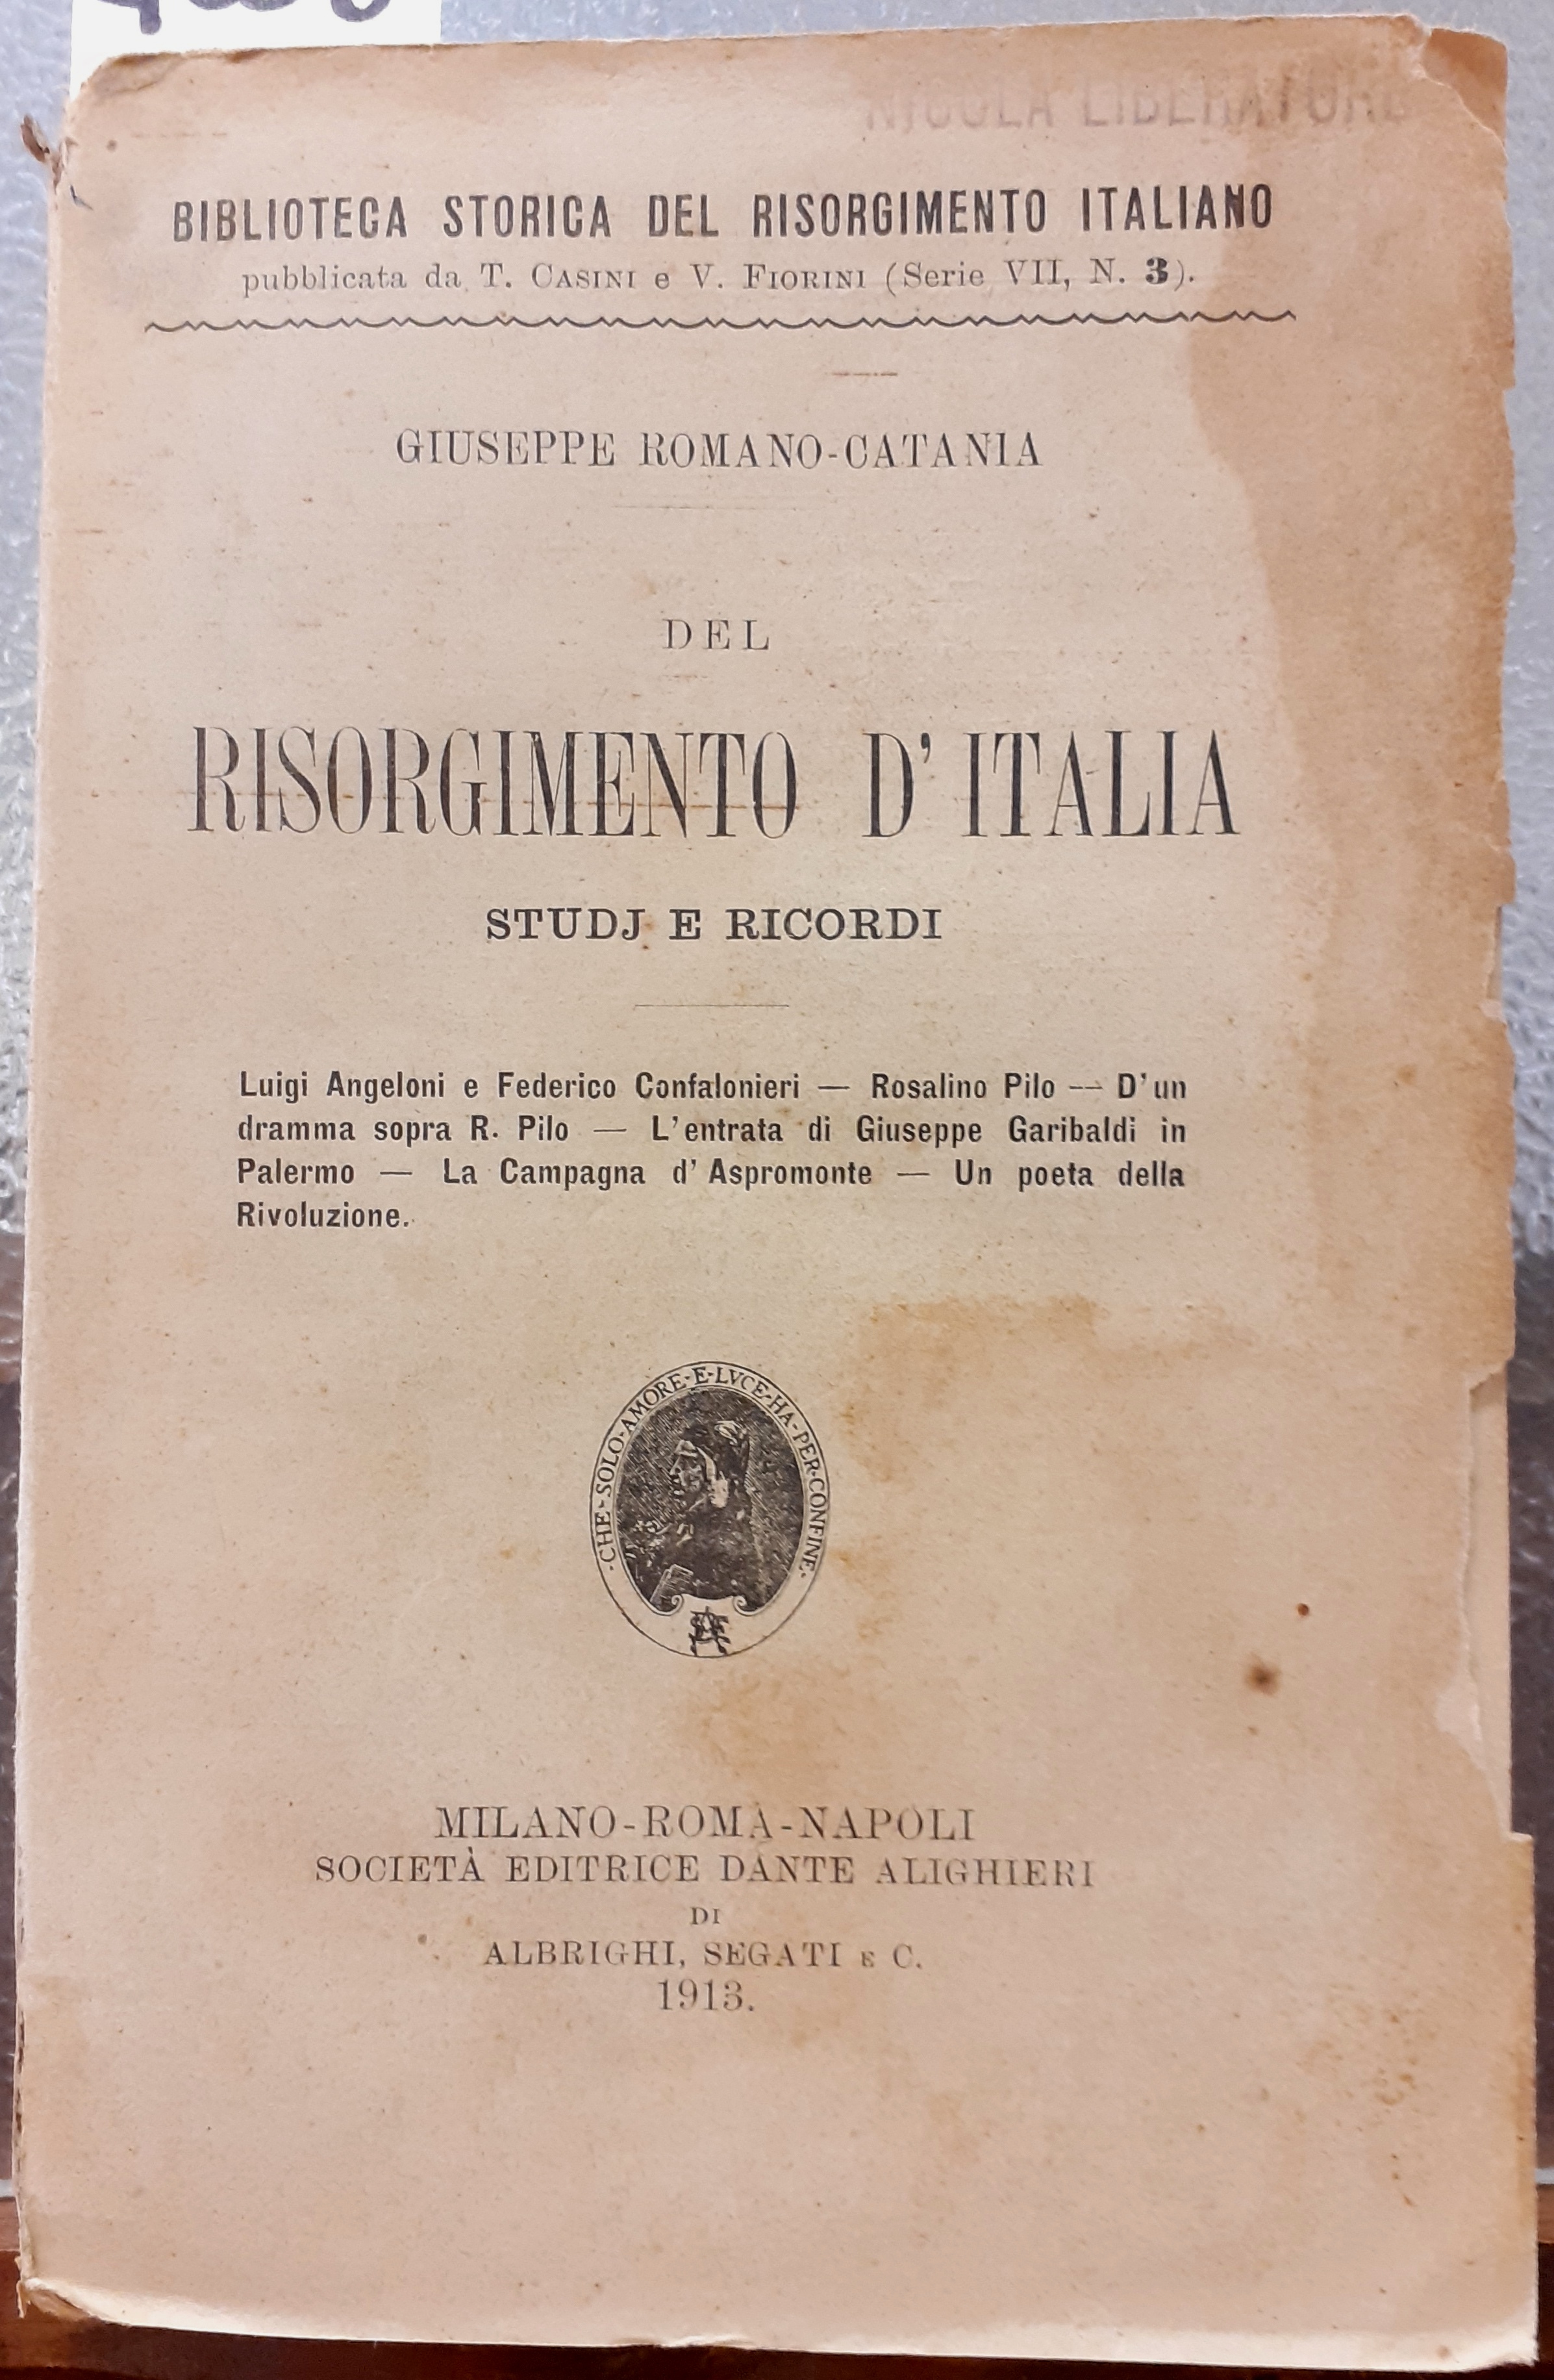 NICOLA LIBERATORE
BIBLIOTECA STORICA DEL RISORGIMENTO ITALIANO
pubblicata da T. CASINI e V. FIORINI (Serie VII, N. 3).
GIUSEPPE ROMANO-CATANIA
DEL
RISORGIMENTO D'ITALIA
STUDJ E RICORDI
Luigi Angeloni e Federico Confalonieri — Rosalino Pilo — D'un
dramma sopra R. Pilo — L'entrata di Giuseppe Garibaldi in
Palermo — La Campagna d'Aspromonte — Un poeta della
Rivoluzione.
·CHE-SOLO-AMORE-E-LVCE-HA-PER-CONFINE·
MILANO-ROMA-NAPOLI
SOCIETÀ EDITRICE DANTE ALIGHIERI
DI
ALBRIGHI, SEGATI E C.
1913.